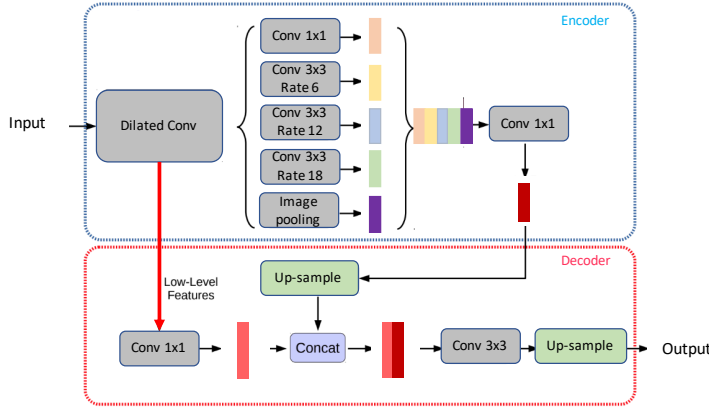 Encoder
Conv 1x1
Conv 3x3
Rate 6
Input
Dilated Conv
Conv 3x3
Rate 12
Conv 1x1
Conv 3x3
Rate 18
Image
pooling
Decoder
Low-Level
Features
Up-sample
Conv 1x1
Concat
Conv 3x3
Up-sample
Output